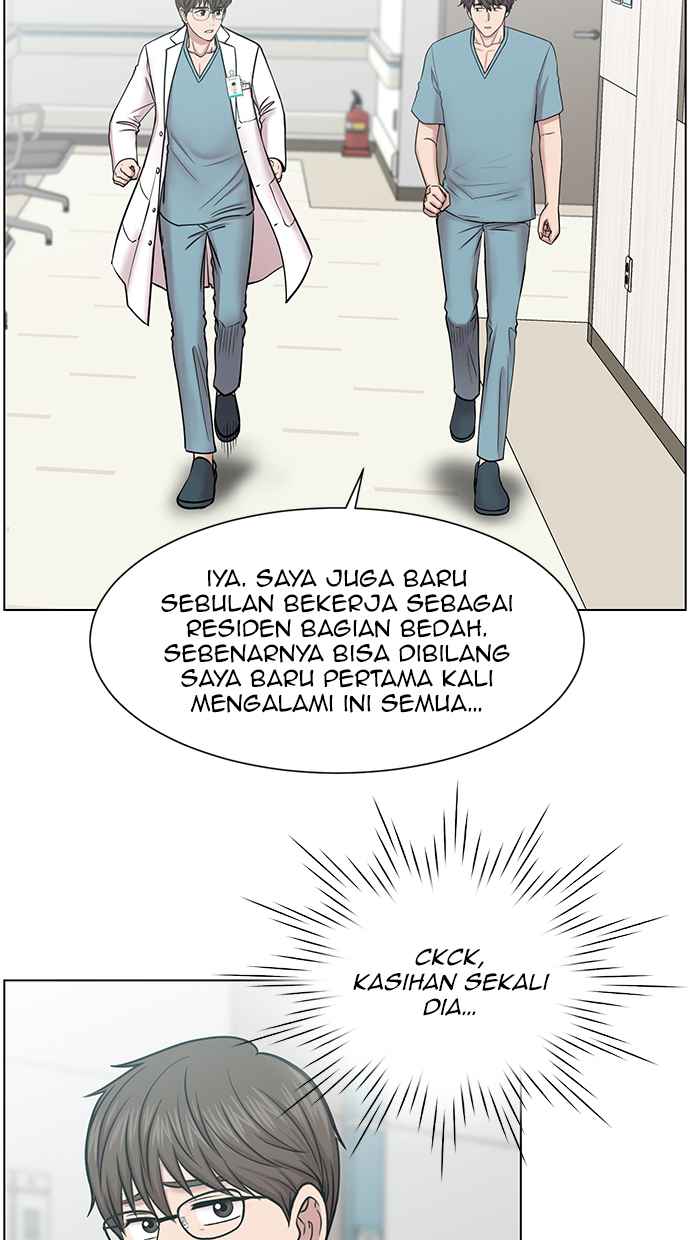 IYA. SAYA JUGA BARU
SEBULAN BEKERJA SEBAGAI
RESIDEN BAGIAN BEDAH.
SEBENARNYA BISA DIBILANG
SAYA BARU PERTAMA KALI
MENGALAMI INI SEMUA...
CKCK,
KASIHAN SEKALI
DIA...